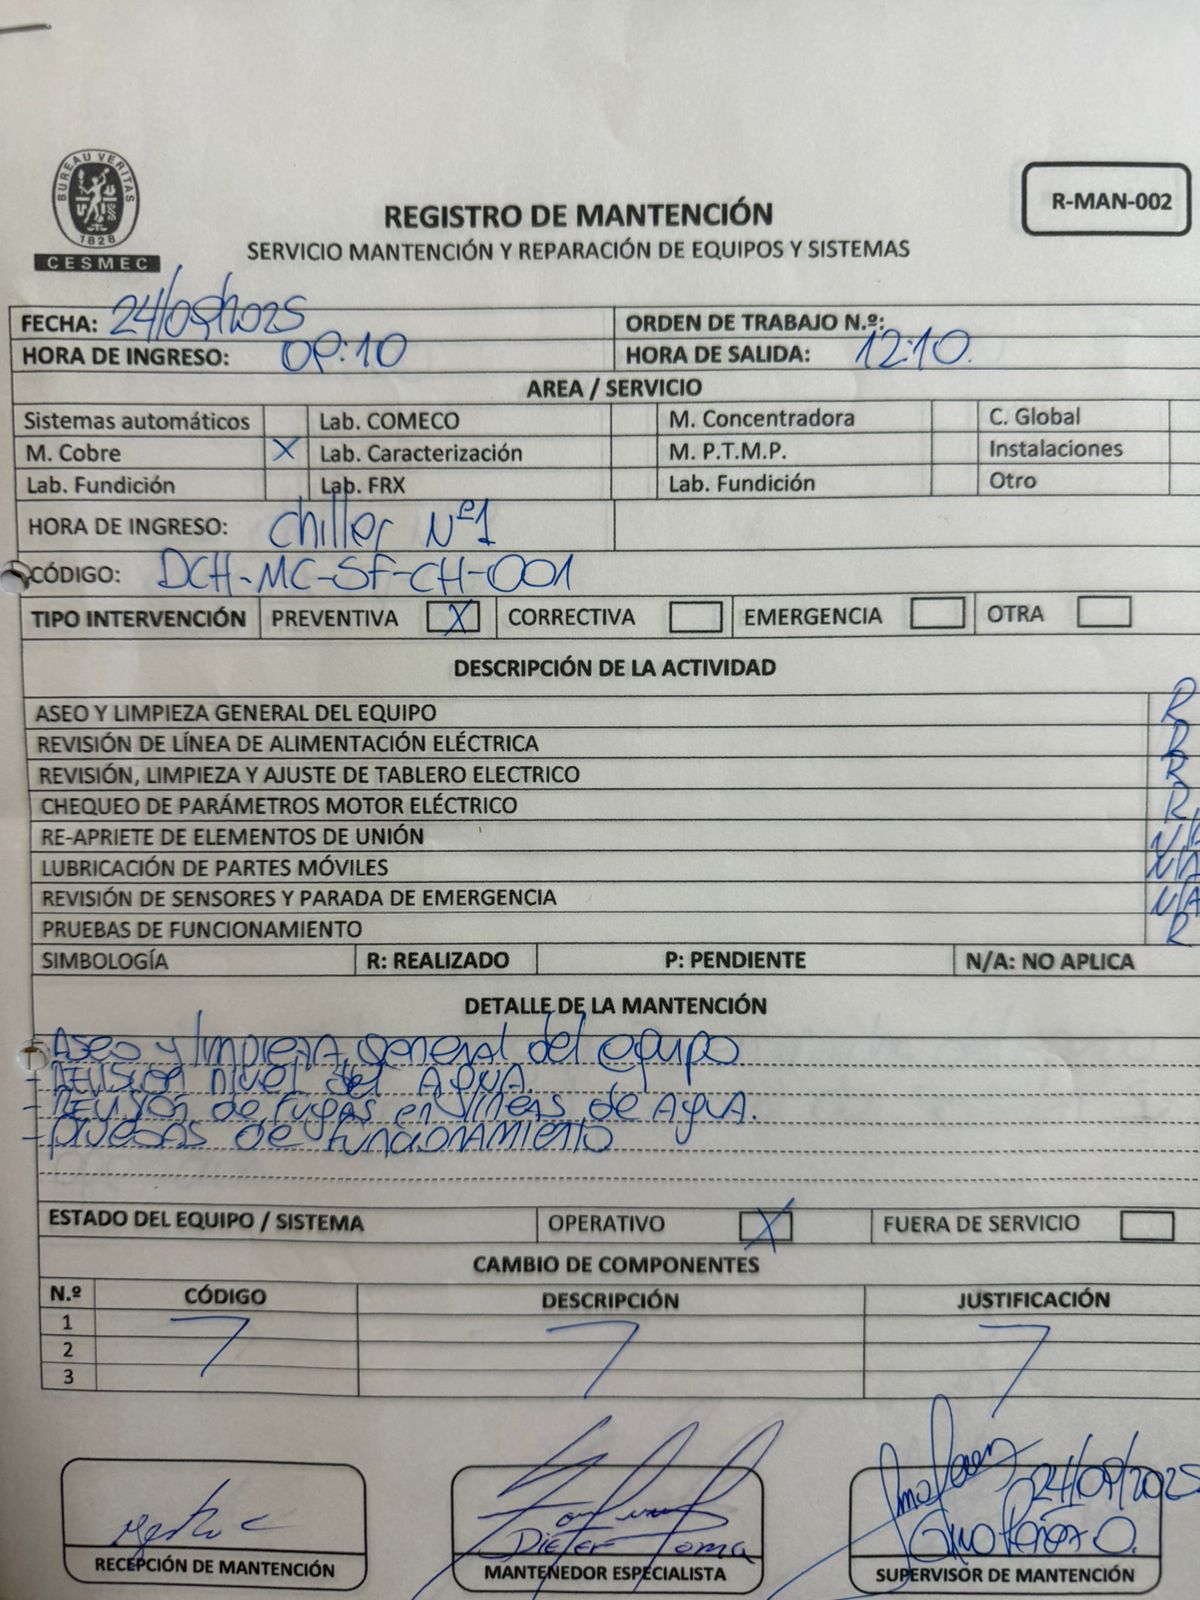 BUREAU VERITAS
1828
CESMEC
R-MAN-002
REGISTRO DE MANTENCIÓN
SERVICIO MANTENCIÓN Y REPARACIÓN DE EQUIPOS Y SISTEMAS
FECHA: 24/09/2025 ORDEN DE TRABAJO N.º:
HORA DE INGRESO: 09:10 HORA DE SALIDA: 12:10
AREA / SERVICIO
Sistemas automáticos Lab. COMECO M. Concentradora C. Global
M. Cobre X Lab. Caracterización M. P.T.M.P. Instalaciones
Lab. Fundición Lab. FRX Lab. Fundición Otro
HORA DE INGRESO: Chiller Nº1
CÓDIGO: DCH-MC-SF-CH-001
TIPO INTERVENCIÓN PREVENTIVA X CORRECTIVA EMERGENCIA OTRA
DESCRIPCIÓN DE LA ACTIVIDAD
ASEO Y LIMPIEZA GENERAL DEL EQUIPO R
REVISIÓN DE LÍNEA DE ALIMENTACIÓN ELÉCTRICA R
REVISIÓN, LIMPIEZA Y AJUSTE DE TABLERO ELECTRICO R
CHEQUEO DE PARÁMETROS MOTOR ELÉCTRICO R
RE-APRIETE DE ELEMENTOS DE UNIÓN N/A
LUBRICACIÓN DE PARTES MÓVILES N/A
REVISIÓN DE SENSORES Y PARADA DE EMERGENCIA N/A
PRUEBAS DE FUNCIONAMIENTO R
SIMBOLOGÍA R: REALIZADO P: PENDIENTE N/A: NO APLICA
DETALLE DE LA MANTENCIÓN
- Aseo y limpieza general del equipo
- Revision nivel del AGUA.
- Revision de fugas en lineas de AGUA.
- Pruebas de funcionamiento
ESTADO DEL EQUIPO / SISTEMA OPERATIVO X FUERA DE SERVICIO
CAMBIO DE COMPONENTES
N.º CÓDIGO DESCRIPCIÓN JUSTIFICACIÓN
1
2
3
24/09/2025
Dieter Poma
RECEPCIÓN DE MANTENCIÓN MANTENEDOR ESPECIALISTA SUPERVISOR DE MANTENCIÓN